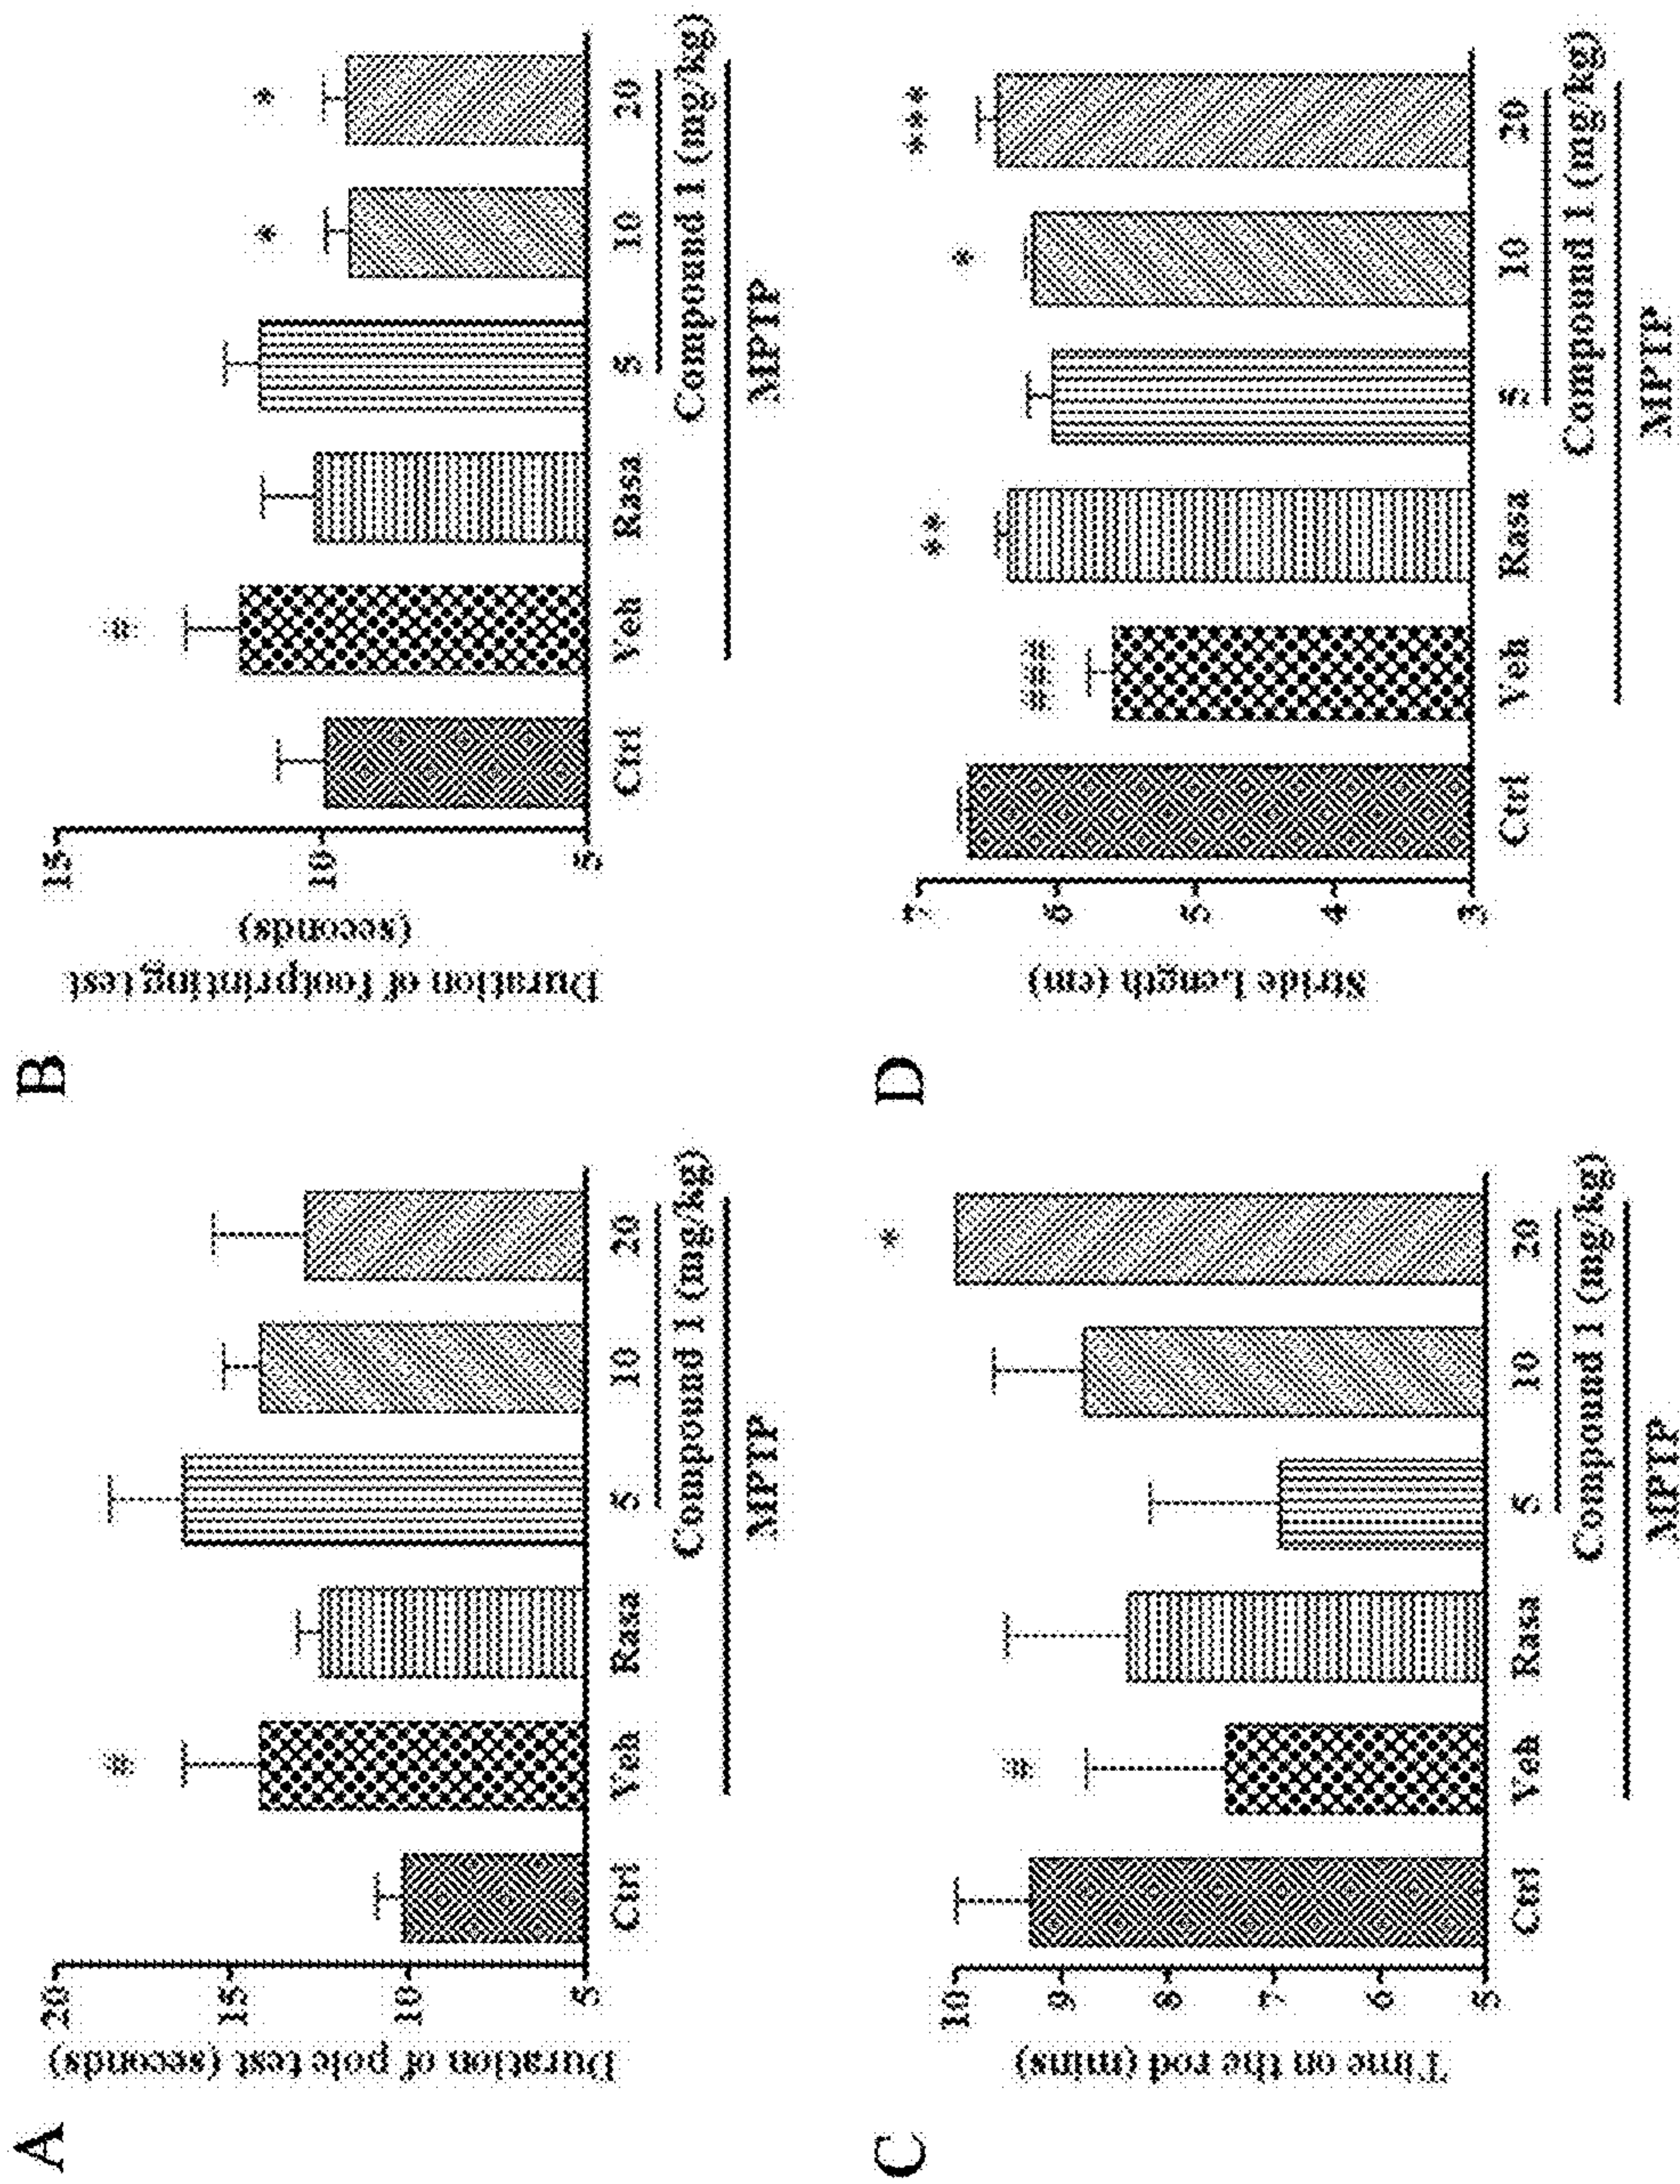 A
Duration of pole test (seconds)
20
15
10
5
#
Ctrl Veh Rasa 5 10 20
Compound 1 (mg/kg)
MPTP
B
Duration of footprinting test
(seconds)
15
10
5
#
*
*
Ctrl Veh Rasa 5 10 20
Compound 1 (mg/kg)
MPTP
C
Time on the rod (mins)
10
9
8
7
6
5
#
*
Ctrl Veh Rasa 5 10 20
Compound 1 (mg/kg)
MPTP
D
Stride Length (cm)
7
6
5
4
3
###
**
*
***
Ctrl Veh Rasa 5 10 20
Compound 1 (mg/kg)
MPTP